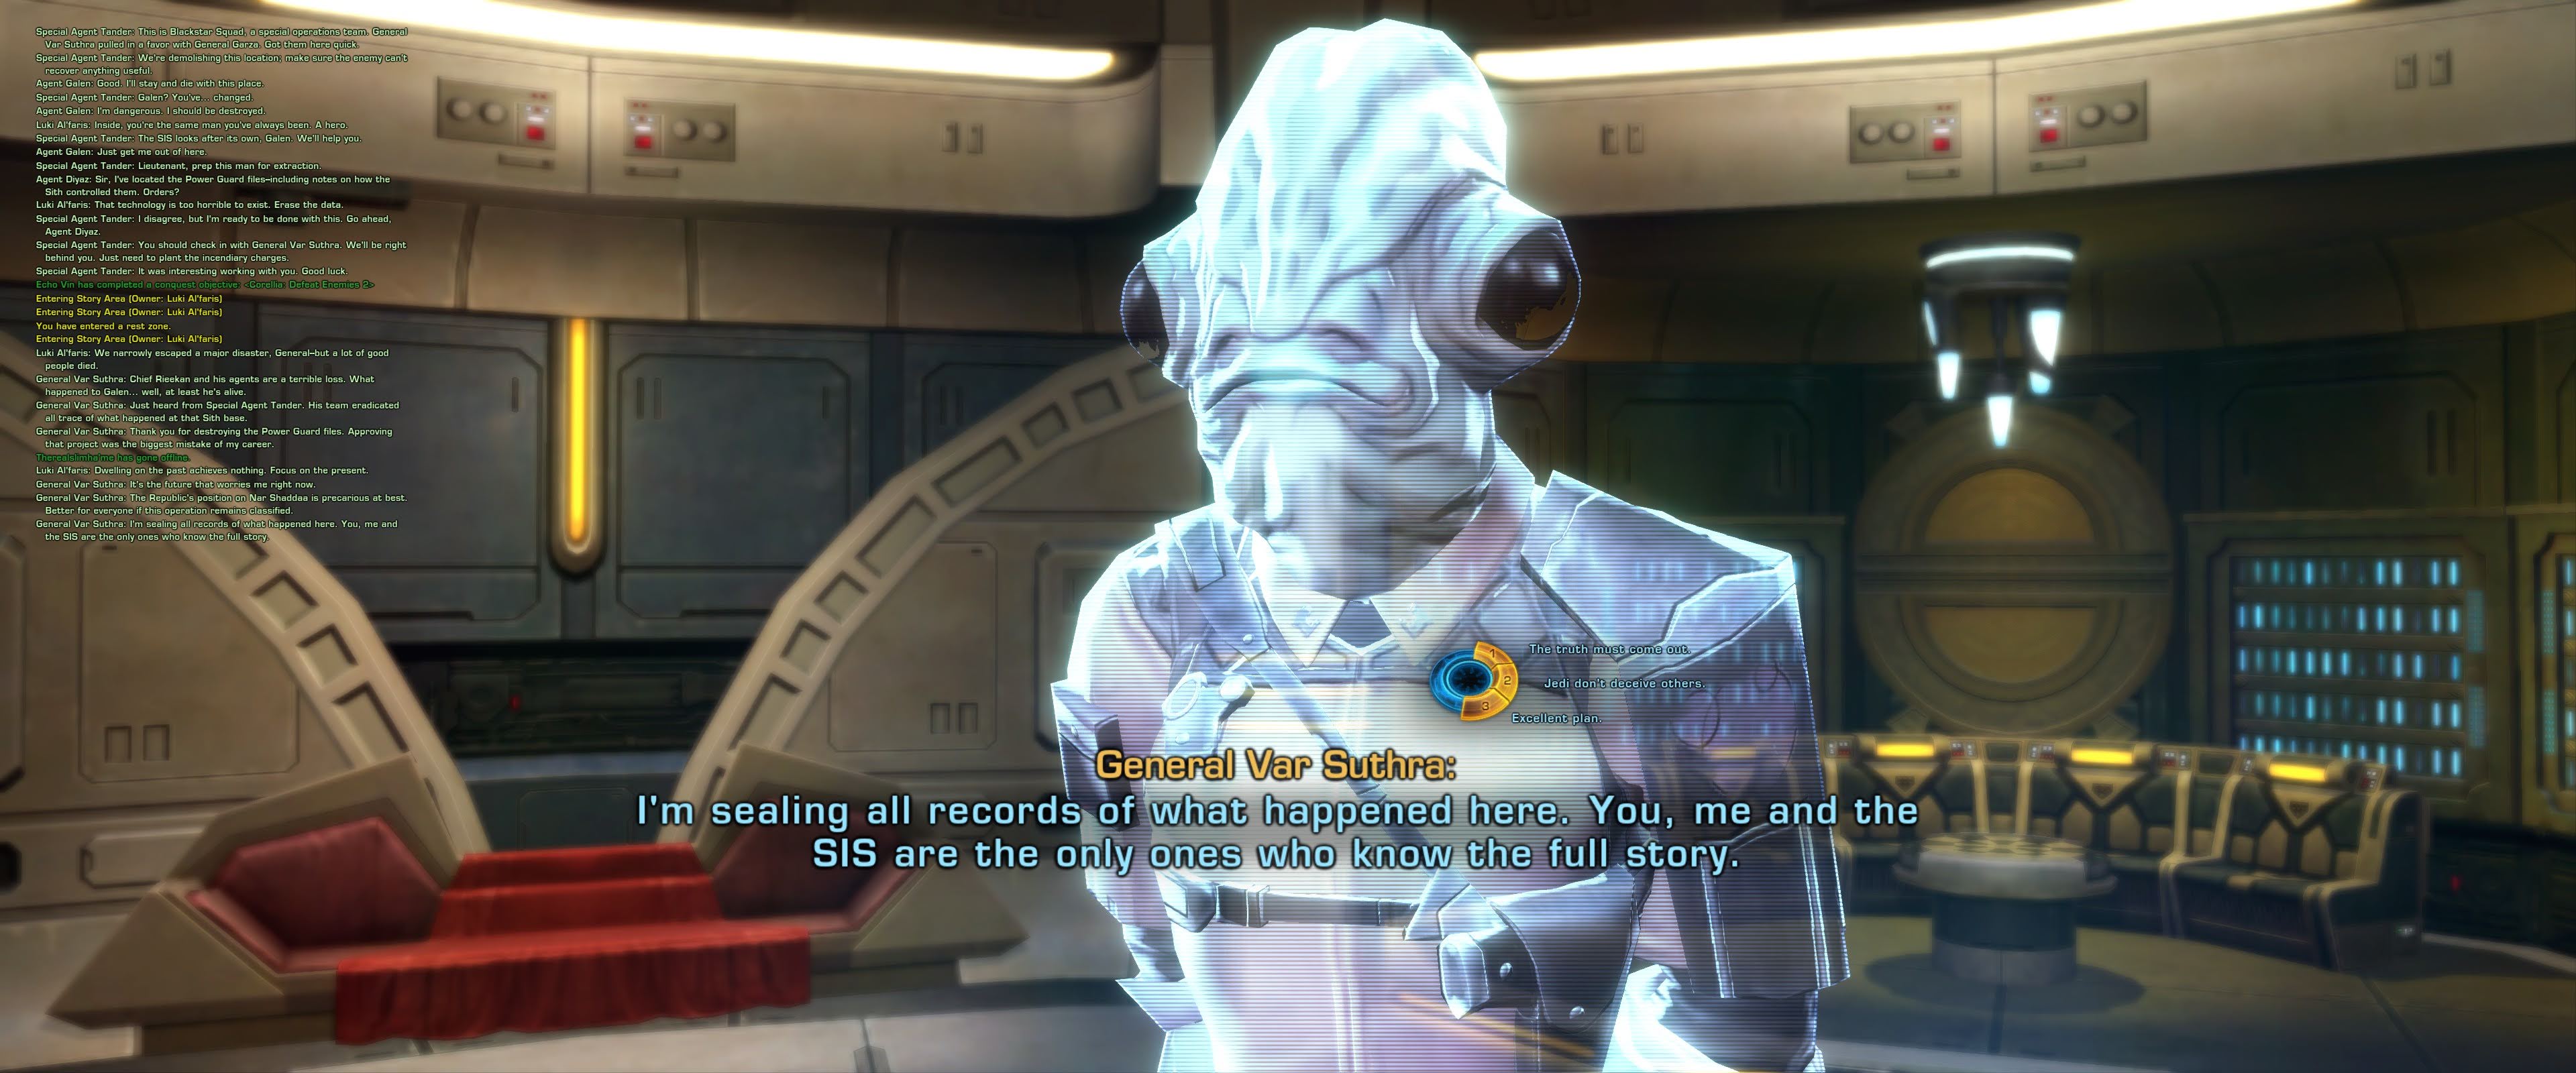 Special Agent Tander: This is Blackstar Squad, a special operations team. General
Var Suthra pulled in a favor with General Garza. Got them here quick.
Special Agent Tander: We're demolishing this location; make sure the enemy can't
recover anything useful.
Agent Galen: Good. I'll stay and die with this place.
Special Agent Tander: Galen? You've... changed.
Agent Galen: I'm dangerous. I should be destroyed.
Luki Al'faris: Inside, you're the same man you've always been. A hero.
Special Agent Tander: The SIS looks after its own, Galen. We'll help you.
Agent Galen: Just get me out of here.
Special Agent Tander: Lieutenant, prep this man for extraction.
Agent Diyaz: Sir, I've located the Power Guard files—including notes on how the
Sith controlled them. Orders?
Luki Al'faris: That technology is too horrible to exist. Erase the data.
Special Agent Tander: I disagree, but I'm ready to be done with this. Go ahead,
Agent Diyaz.
Special Agent Tander: You should check in with General Var Suthra. We'll be right
behind you. Just need to plant the incendiary charges.
Special Agent Tander: It was interesting working with you. Good luck.
Echo Vin has completed a conquest objective: <Corellia: Defeat Enemies 2>
Entering Story Area (Owner: Luki Al'faris)
Entering Story Area (Owner: Luki Al'faris)
You have entered a rest zone.
Entering Story Area (Owner: Luki Al'faris)
Luki Al'faris: We narrowly escaped a major disaster, General—but a lot of good
people died.
General Var Suthra: Chief Rieekan and his agents are a terrible loss. What
happened to Galen... well, at least he's alive.
General Var Suthra: Just heard from Special Agent Tander. His team eradicated
all trace of what happened at that Sith base.
General Var Suthra: Thank you for destroying the Power Guard files. Approving
that project was the biggest mistake of my career.
Therealslimha'me has gone offline.
Luki Al'faris: Dwelling on the past achieves nothing. Focus on the present.
General Var Suthra: It's the future that worries me right now.
General Var Suthra: The Republic's position on Nar Shaddaa is precarious at best.
Better for everyone if this operation remains classified.
General Var Suthra: I'm sealing all records of what happened here. You, me and
the SIS are the only ones who know the full story.
1 The truth must come out.
2 Jedi don't deceive others.
3 Excellent plan.
General Var Suthra:
I'm sealing all records of what happened here. You, me and the
SIS are the only ones who know the full story.